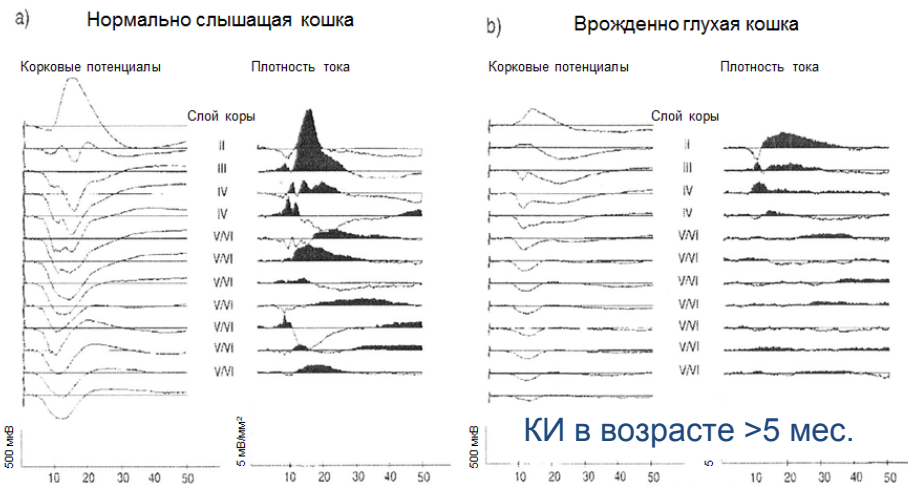 a)
Нормально слышащая кошка
Корковые потенциалы
Плотность тока
Слой коры
II
III
IV
IV
V/VI
V/VI
V/VI
V/VI
V/VI
V/VI
V/VI
500 мкВ
5 мВ/мм²
10 20 30 40 50
10 20 30 40 50
b)
Врожденно глухая кошка
Корковые потенциалы
Плотность тока
Слой коры
II
III
IV
IV
V/VI
V/VI
V/VI
V/VI
V/VI
V/VI
V/VI
КИ в возрасте >5 мес.
500 мкВ
5
10 20 30 40 50
10 20 30 40 50